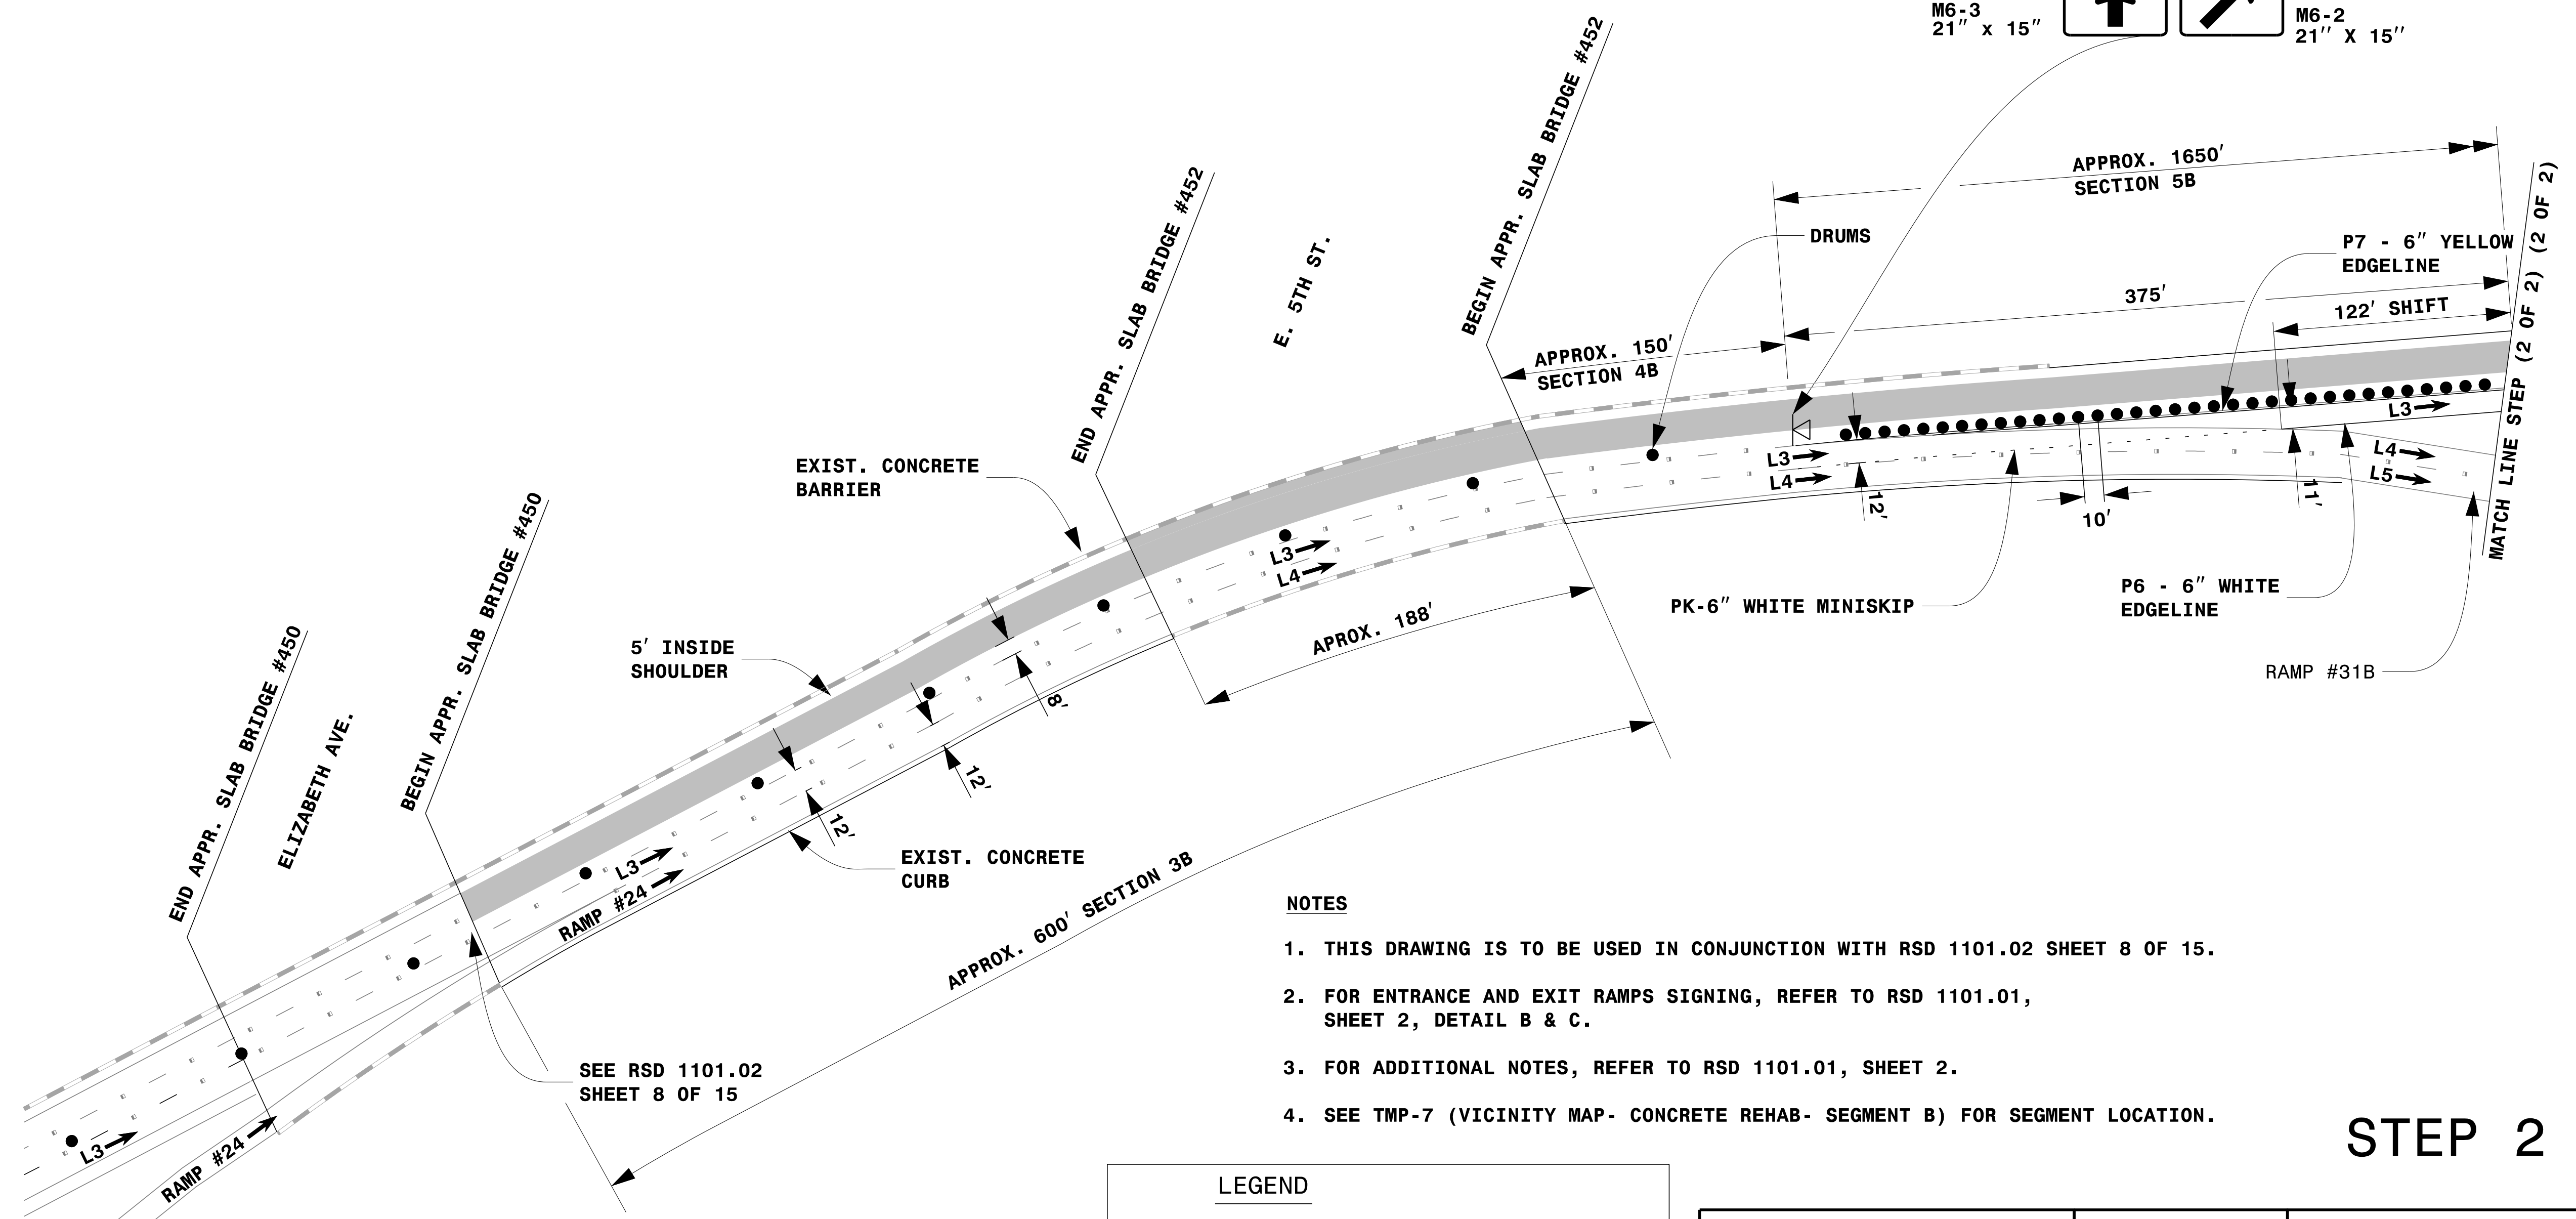 M6-3
21" x 15"
M6-2
21" X 15"
BEGIN APPR. SLAB BRIDGE #452
END APPR. SLAB BRIDGE #452
E. 5TH ST.
APPROX. 1650'
SECTION 5B
DRUMS
P7 - 6" YELLOW
EDGELINE
375'
122' SHIFT
APPROX. 150'
SECTION 4B
MATCH LINE STEP (2 OF 2) (2 OF 2)
L3
L4
L5
L3
L4
12'
10'
11'
EXIST. CONCRETE
BARRIER
L3
L4
PK-6" WHITE MINISKIP
P6 - 6" WHITE
EDGELINE
RAMP #31B
APROX. 188'
5' INSIDE
SHOULDER
8'
12'
12'
BEGIN APPR. SLAB BRIDGE #450
END APPR. SLAB BRIDGE #450
ELIZABETH AVE.
EXIST. CONCRETE
CURB
L3
RAMP #24
APPROX. 600' SECTION 3B
SEE RSD 1101.02
SHEET 8 OF 15
L3
RAMP #24
NOTES
1. THIS DRAWING IS TO BE USED IN CONJUNCTION WITH RSD 1101.02 SHEET 8 OF 15.
2. FOR ENTRANCE AND EXIT RAMPS SIGNING, REFER TO RSD 1101.01,
SHEET 2, DETAIL B & C.
3. FOR ADDITIONAL NOTES, REFER TO RSD 1101.01, SHEET 2.
4. SEE TMP-7 (VICINITY MAP- CONCRETE REHAB- SEGMENT B) FOR SEGMENT LOCATION.
STEP 2
LEGEND